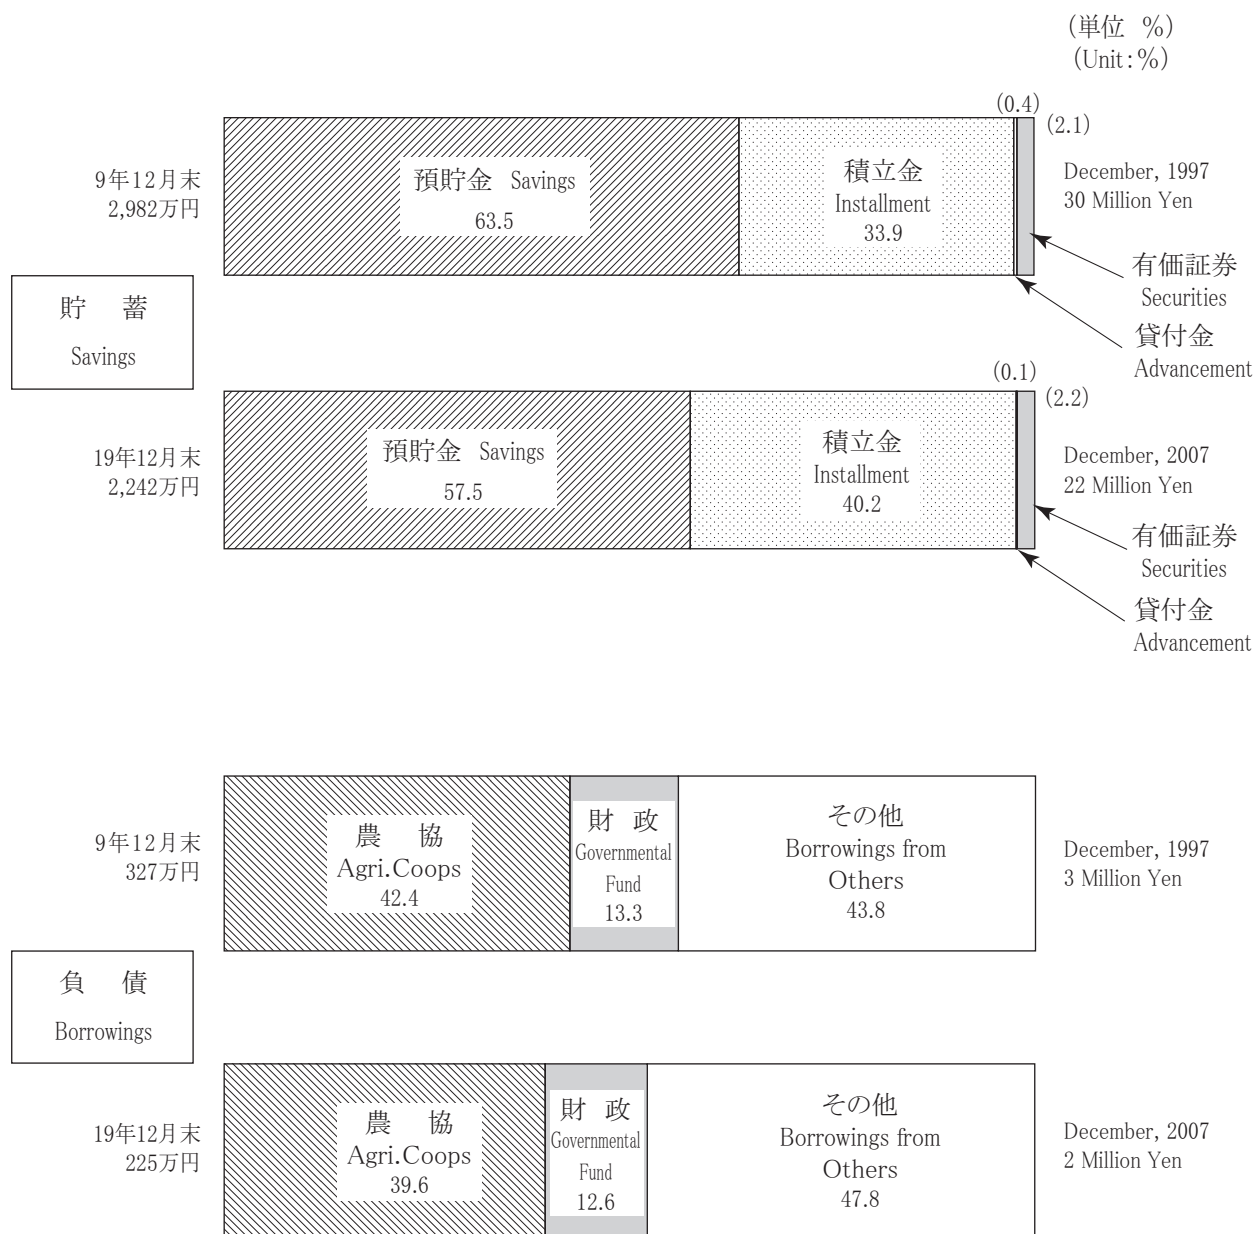 (単位 %)
(Unit:%)
(0.4)
(2.1)
9年12月末
2,982万円
預貯金 Savings
63.5
積立金
Installment
33.9
December, 1997
30 Million Yen
有価証券
Securities
貸付金
Advancement
貯 蓄
Savings
(0.1)
(2.2)
19年12月末
2,242万円
預貯金 Savings
57.5
積立金
Installment
40.2
December, 2007
22 Million Yen
有価証券
Securities
貸付金
Advancement
9年12月末
327万円
農 協
Agri.Coops
42.4
財 政
Governmental
Fund
13.3
その他
Borrowings from
Others
43.8
December, 1997
3 Million Yen
負 債
Borrowings
19年12月末
225万円
農 協
Agri.Coops
39.6
財 政
Governmental
Fund
12.6
その他
Borrowings from
Others
47.8
December, 2007
2 Million Yen